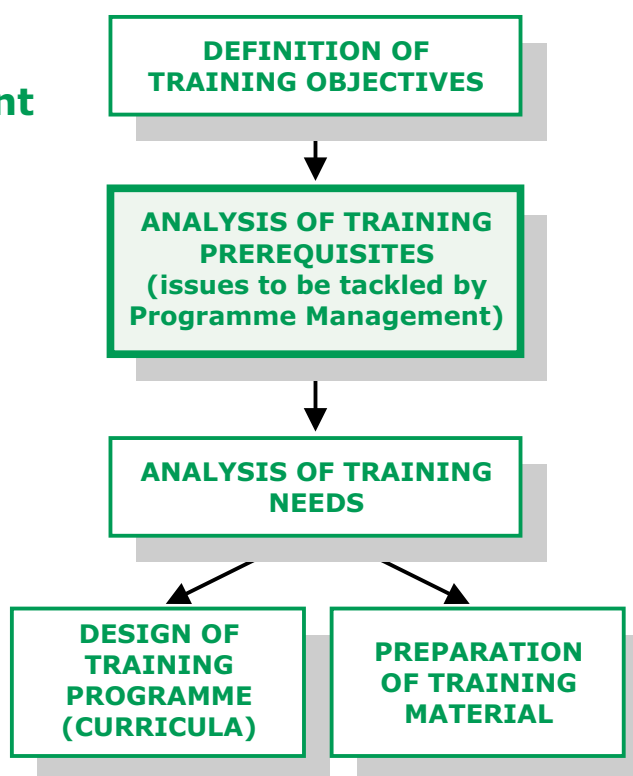 DEFINITION OF
TRAINING OBJECTIVES
nt
ANALYSIS OF TRAINING
PREREQUISITES
(issues to be tackled by
Programme Management)
ANALYSIS OF TRAINING
NEEDS
DESIGN OF
TRAINING
PROGRAMME
(CURRICULA)
PREPARATION
OF TRAINING
MATERIAL